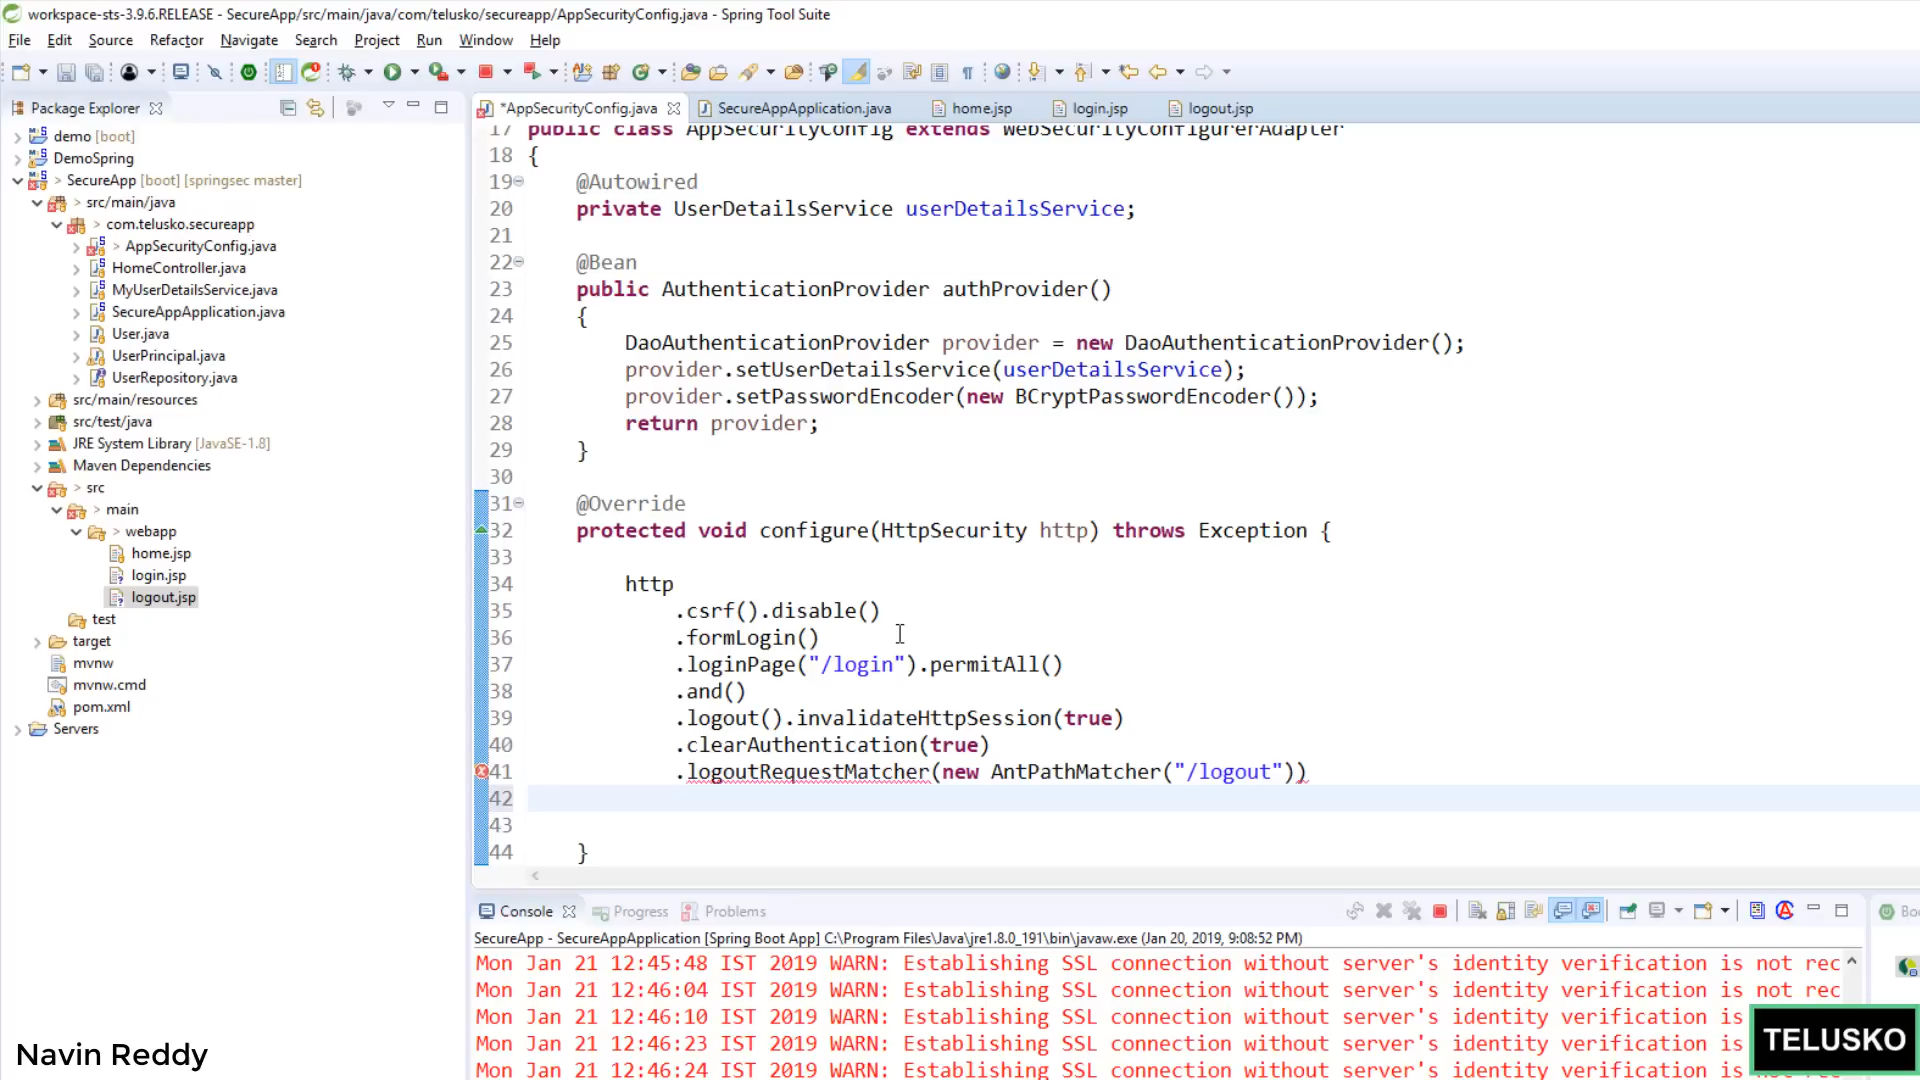 workspace-sts-3.9.6.RELEASE - SecureApp/src/main/java/com/telusko/secureapp/AppSecurityConfig.java - Spring Tool Suite
File Edit Source Refactor Navigate Search Project Run Window Help
Package Explorer
demo [boot]
DemoSpring
> SecureApp [boot] [springsec master]
> src/main/java
> com.telusko.secureapp
> AppSecurityConfig.java
HomeController.java
MyUserDetailsService.java
SecureAppApplication.java
User.java
UserPrincipal.java
UserRepository.java
src/main/resources
src/test/java
JRE System Library [JavaSE-1.8]
Maven Dependencies
> src
> main
> webapp
home.jsp
login.jsp
logout.jsp
test
target
mvnw
mvnw.cmd
pom.xml
Servers
*AppSecurityConfig.java SecureAppApplication.java home.jsp login.jsp logout.jsp
17 public class AppSecurityConfig extends WebSecurityConfigurerAdapter
18 {
19 @Autowired
20 private UserDetailsService userDetailsService;
21
22 @Bean
23 public AuthenticationProvider authProvider()
24 {
25 DaoAuthenticationProvider provider = new DaoAuthenticationProvider();
26 provider.setUserDetailsService(userDetailsService);
27 provider.setPasswordEncoder(new BCryptPasswordEncoder());
28 return provider;
29 }
30
31 @Override
32 protected void configure(HttpSecurity http) throws Exception {
33
34 http
35 .csrf().disable()
36 .formLogin()
37 .loginPage("/login").permitAll()
38 .and()
39 .logout().invalidateHttpSession(true)
40 .clearAuthentication(true)
41 .logoutRequestMatcher(new AntPathMatcher("/logout"))
42
43
44 }
Console Progress Problems
Boo
SecureApp - SecureAppApplication [Spring Boot App] C:\Program Files\Java\jre1.8.0_191\bin\javaw.exe (Jan 20, 2019, 9:08:52 PM)
Mon Jan 21 12:45:48 IST 2019 WARN: Establishing SSL connection without server's identity verification is not rec
Mon Jan 21 12:46:04 IST 2019 WARN: Establishing SSL connection without server's identity verification is not rec
Mon Jan 21 12:46:10 IST 2019 WARN: Establishing SSL connection without server's identity verification is
Mon Jan 21 12:46:23 IST 2019 WARN: Establishing SSL connection without server's identity verification is
Mon Jan 21 12:46:24 IST 2019 WARN: Establishing SSL connection without server's identity verification is
Navin Reddy
TELUSKO